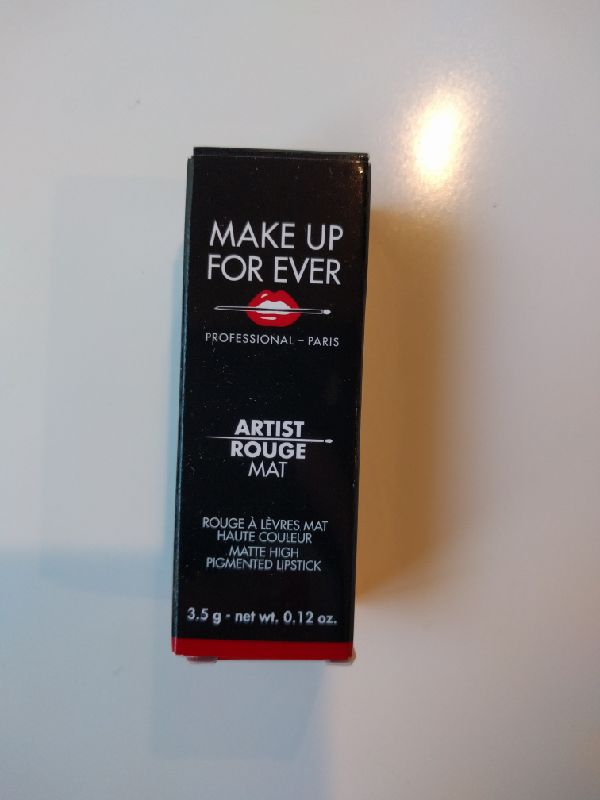 MAKE UP
FOR EVER
PROFESSIONAL – PARIS
ARTIST
ROUGE
MAT
ROUGE À LÈVRES MAT
HAUTE COULEUR
MATTE HIGH
PIGMENTED LIPSTICK
3.5 g - net wt. 0.12 oz.